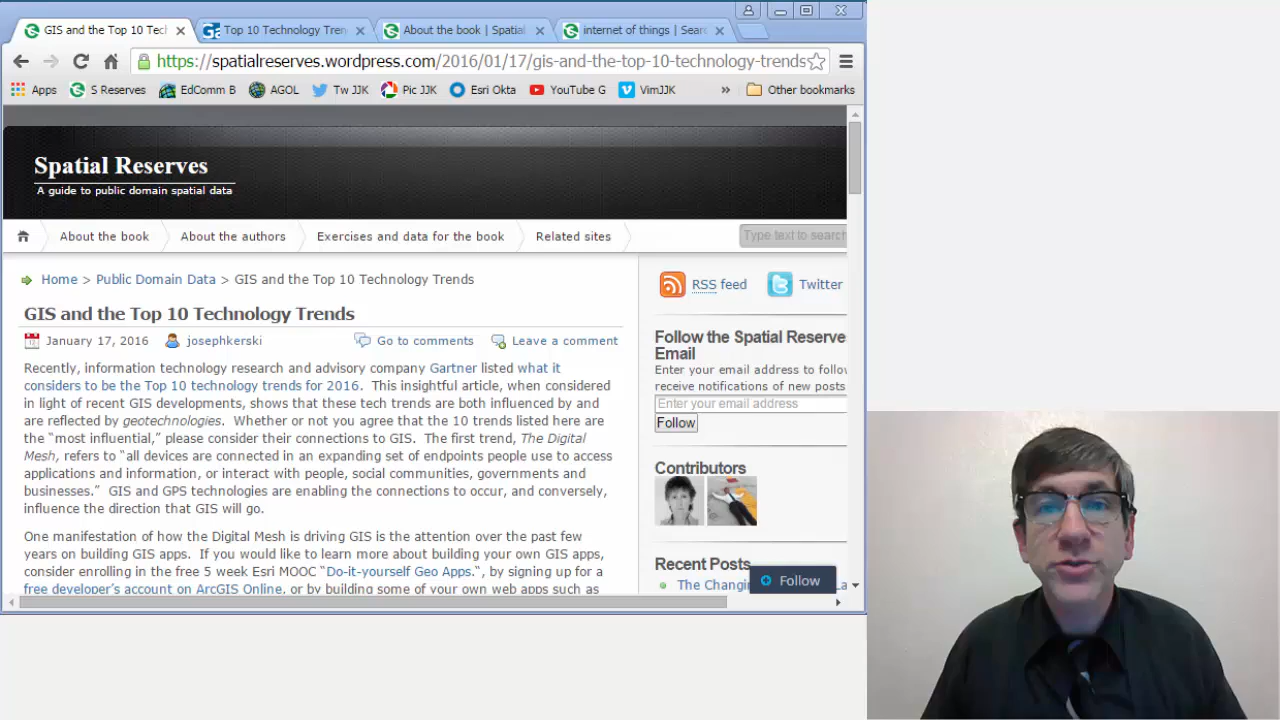 GIS and the Top 10 Tech
Top 10 Technology Tren
About the book | Spatial
internet of things | Sear
https://spatialreserves.wordpress.com/2016/01/17/gis-and-the-top-10-technology-trends
Apps
S Reserves
EdComm B
AGOL
Tw JJK
Pic JJK
Esri Okta
YouTube G
VimJJK
»
Other bookmarks
Spatial Reserves
A guide to public domain spatial data
About the book
About the authors
Exercises and data for the book
Related sites
Type text to search
Home > Public Domain Data > GIS and the Top 10 Technology Trends
GIS and the Top 10 Technology Trends
January 17, 2016
josephkerski
Go to comments
Leave a comment
Recently, information technology research and advisory company Gartner listed what it
considers to be the Top 10 technology trends for 2016. This insightful article, when considered
in light of recent GIS developments, shows that these tech trends are both influenced by and
are reflected by geotechnologies. Whether or not you agree that the 10 trends listed here are
the “most influential,” please consider their connections to GIS. The first trend, The Digital
Mesh, refers to “all devices are connected in an expanding set of endpoints people use to access
applications and information, or interact with people, social communities, governments and
businesses.” GIS and GPS technologies are enabling the connections to occur, and conversely,
influence the direction that GIS will go.
One manifestation of how the Digital Mesh is driving GIS is the attention over the past few
years on building GIS apps. If you would like to learn more about building your own GIS apps,
consider enrolling in the free 5 week Esri MOOC “Do-it-yourself Geo Apps.“, by signing up for a
free developer’s account on ArcGIS Online, or by building some of your own web apps such as
RSS feed
Twitter
Follow the Spatial Reserve
Email
Enter your email address to follow
receive notifications of new posts
Enter your email address
Follow
Contributors
Recent Posts
The Changin
La
Follow